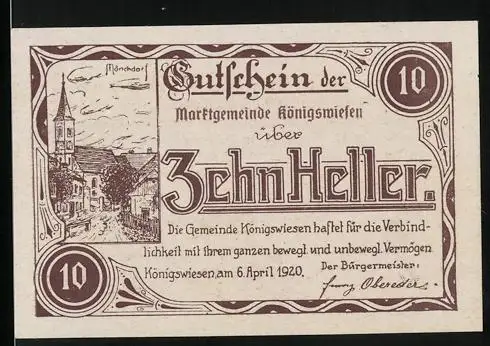 Mönchdorf
Gutschein der
10
Marktgemeinde Königswiesen
über
Zehn Heller.
Die Gemeinde Königswiesen haftet für die Verbind-
lichkeit mit ihrem ganzen bewegl. und unbewegl. Vermögen
Königswiesen, am 6. April 1920. Der Bürgermeister:
10